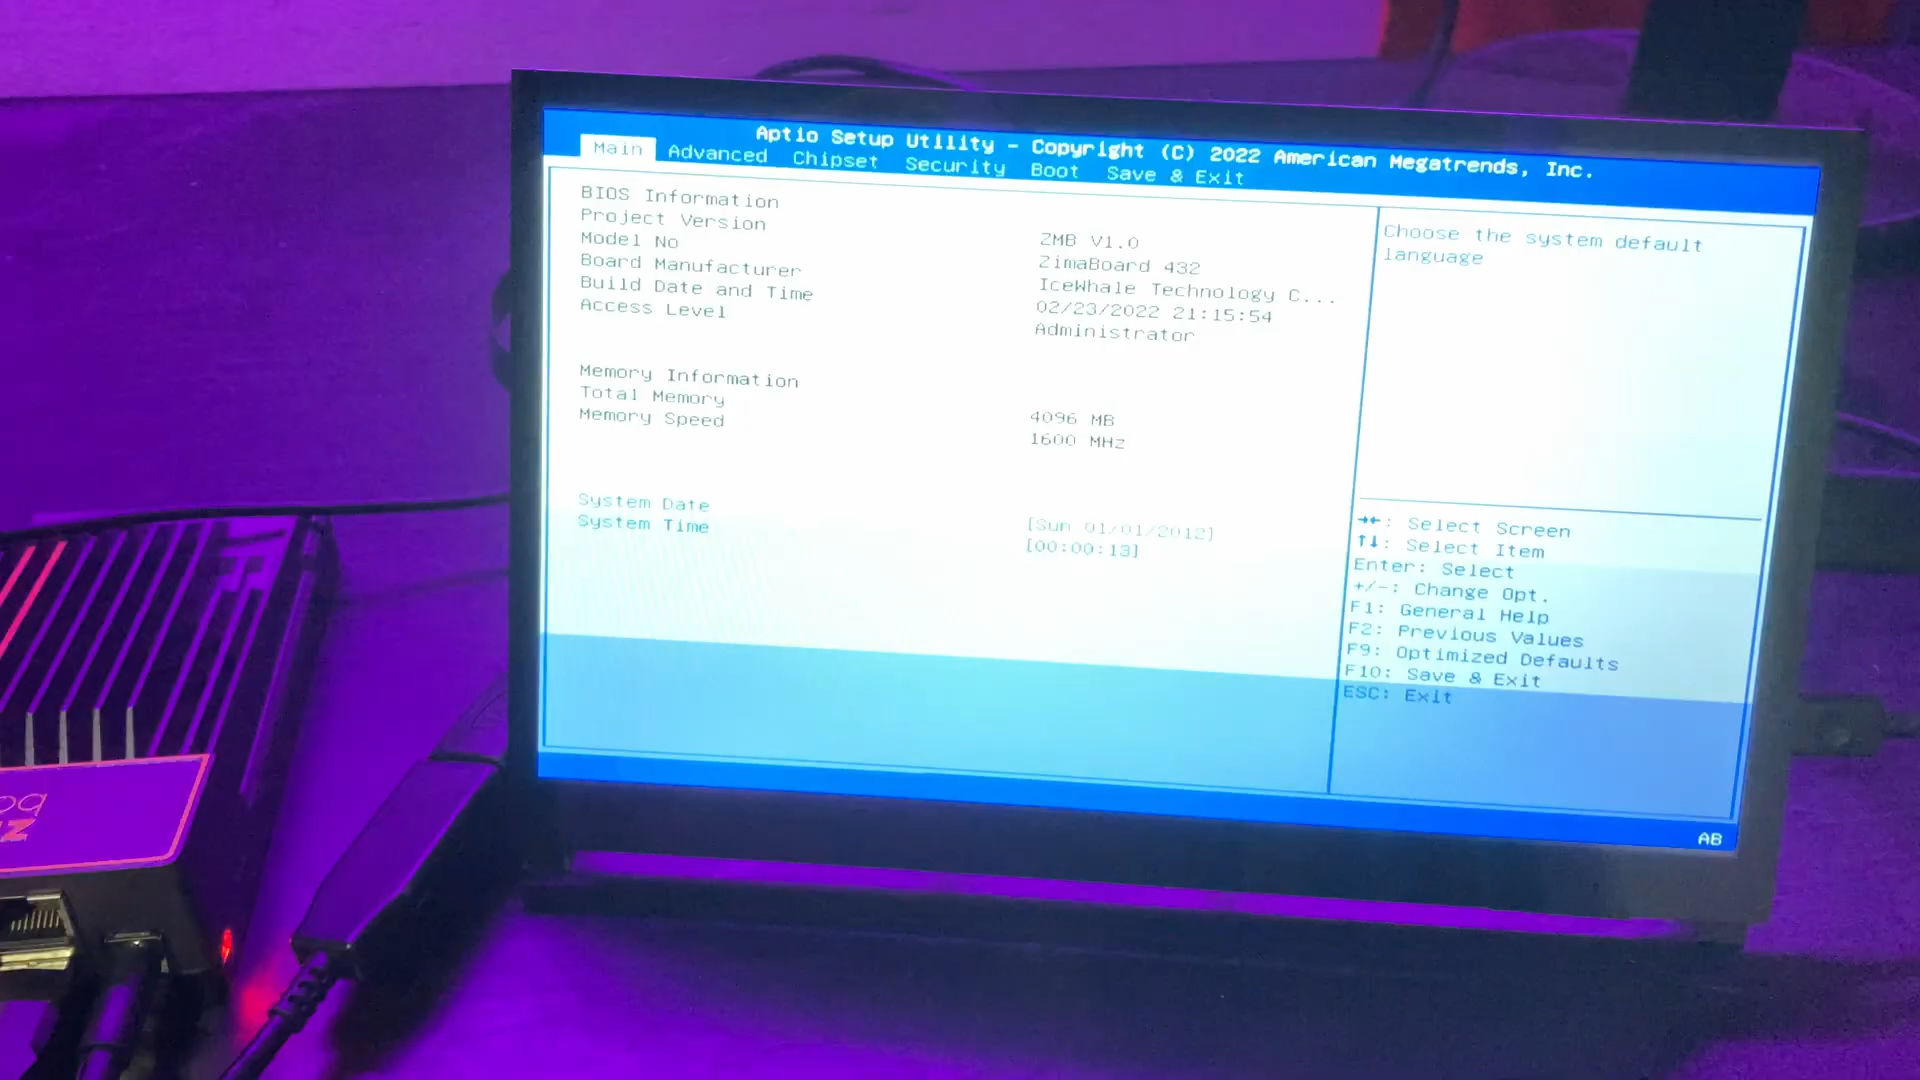 Aptio Setup Utility - Copyright (C) 2022 American Megatrends, Inc.
Main Advanced Chipset Security Boot Save & Exit
BIOS Information
Project Version ZMB V1.0
Model No ZimaBoard 432
Board Manufacturer IceWhale Technology C...
Build Date and Time 02/23/2022 21:15:54
Access Level Administrator
Memory Information
Total Memory 4096 MB
Memory Speed 1600 MHz
System Date [Sun 01/01/2012]
System Time [00:00:13]
Choose the system default
language
→←: Select Screen
↑↓: Select Item
Enter: Select
+/-: Change Opt.
F1: General Help
F2: Previous Values
F9: Optimized Defaults
F10: Save & Exit
ESC: Exit
AB